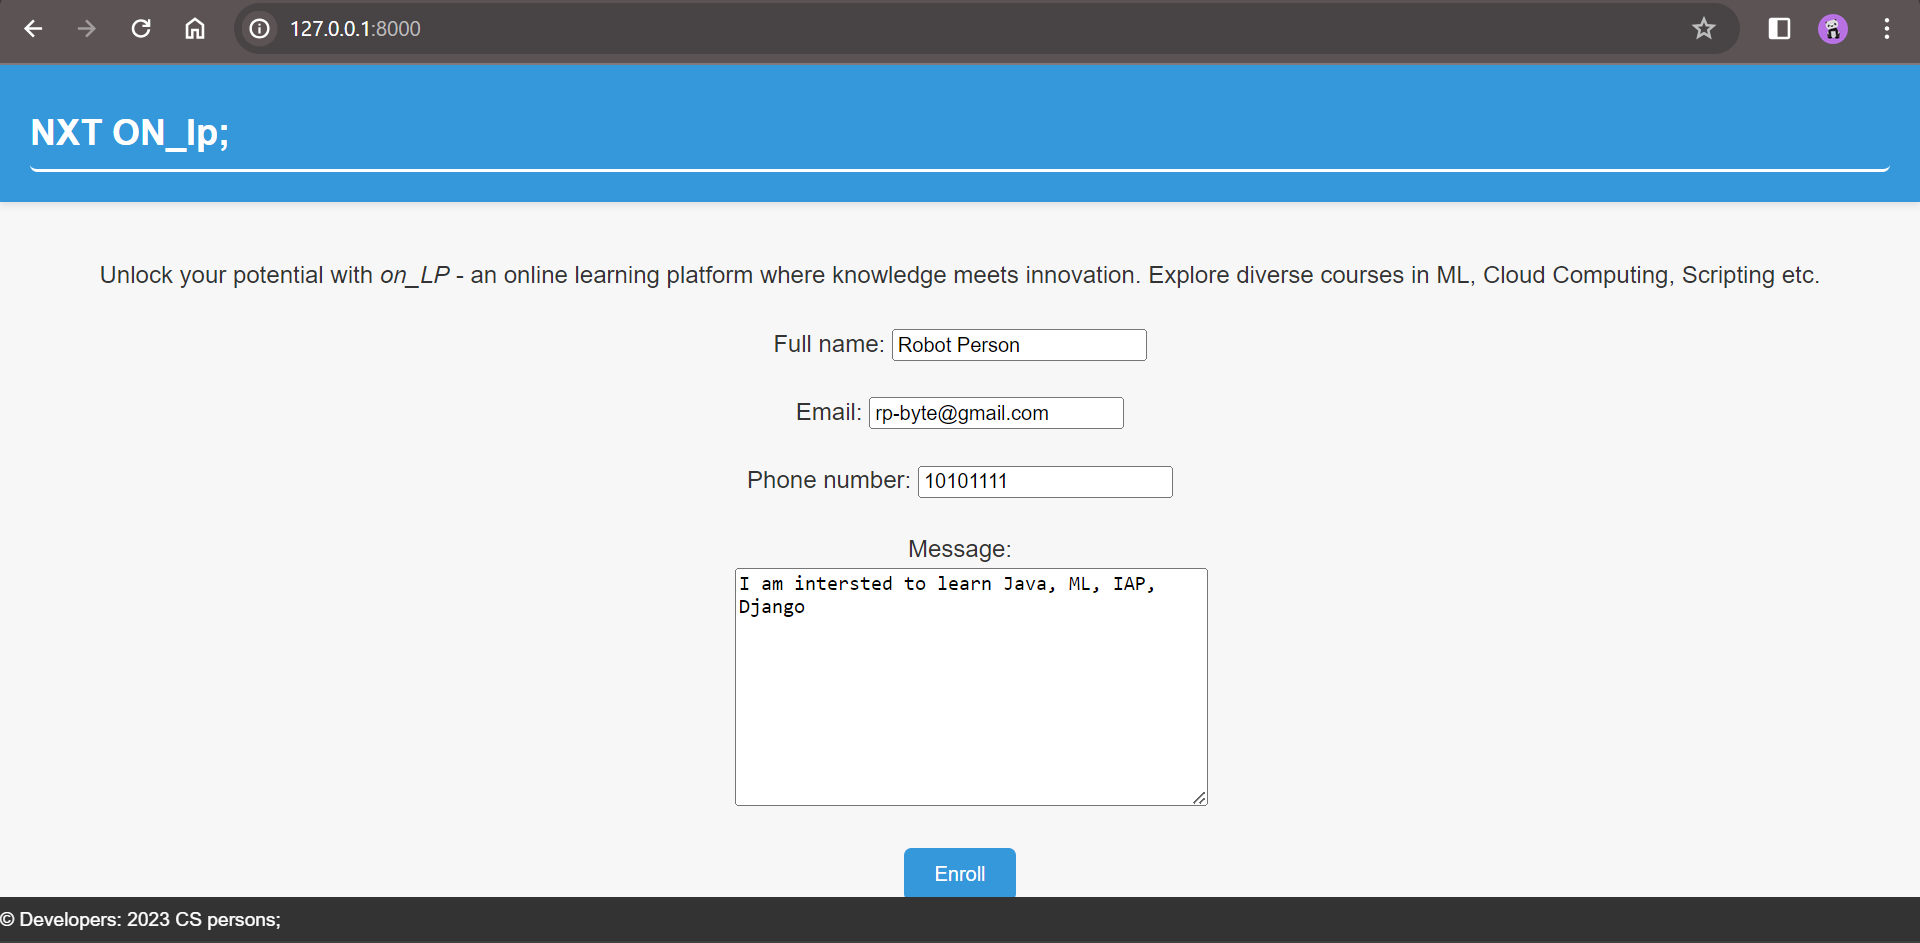 127.0.0.1:8000
NXT ON_lp;
Unlock your potential with on_LP - an online learning platform where knowledge meets innovation. Explore diverse courses in ML, Cloud Computing, Scripting etc.
Full name: Robot Person
Email: rp-byte@gmail.com
Phone number: 10101111
Message:
I am intersted to learn Java, ML, IAP,
Django
Enroll
© Developers: 2023 CS persons;